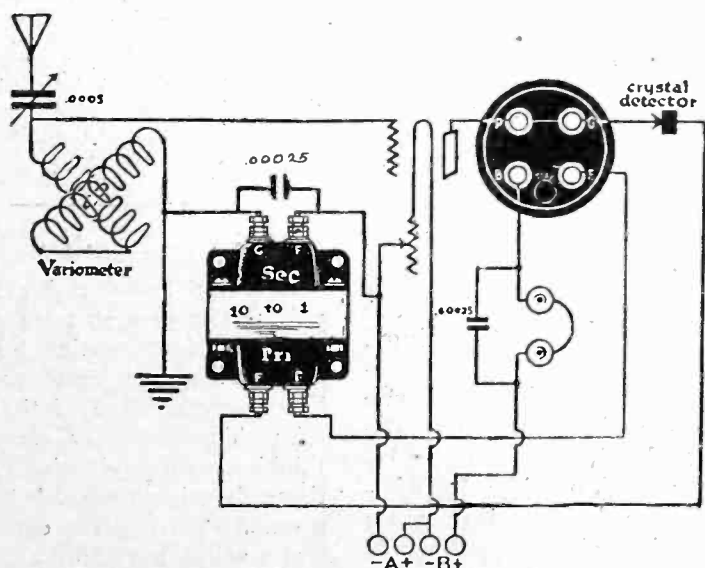 .0005
crystal
detector
.00025
P G
B F
G F
Sec
Variometer
10 to 1
.00025
Pri
-A+ -B+